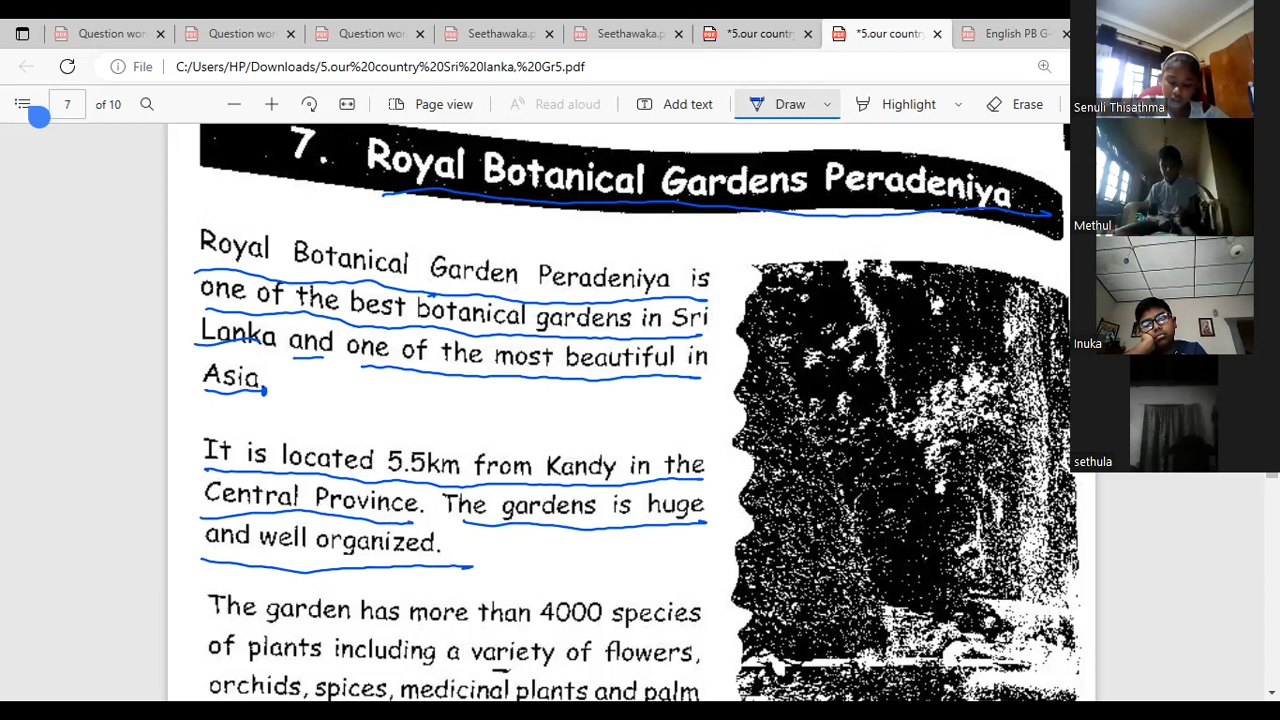 Question wor
Question wor
Question wor
Seethawaka.p
Seethawaka.p
*5.our country
*5.our countr
English PB G-
File
C:/Users/HP/Downloads/5.our%20country%20Sri%20lanka,%20Gr5.pdf
7 of 10
Page view
Read aloud
Add text
Draw
Highlight
Erase
7. Royal Botanical Gardens Peradeniya
Royal Botanical Garden Peradeniya is
one of the best botanical gardens in Sri
Lanka and one of the most beautiful in
Asia.
It is located 5.5km from Kandy in the
Central Province. The gardens is huge
and well organized.
The garden has more than 4000 species
of plants including a variety of flowers,
orchids, spices, medicinal plants and palm
Senuli Thisathma
Methul
Inuka
sethula